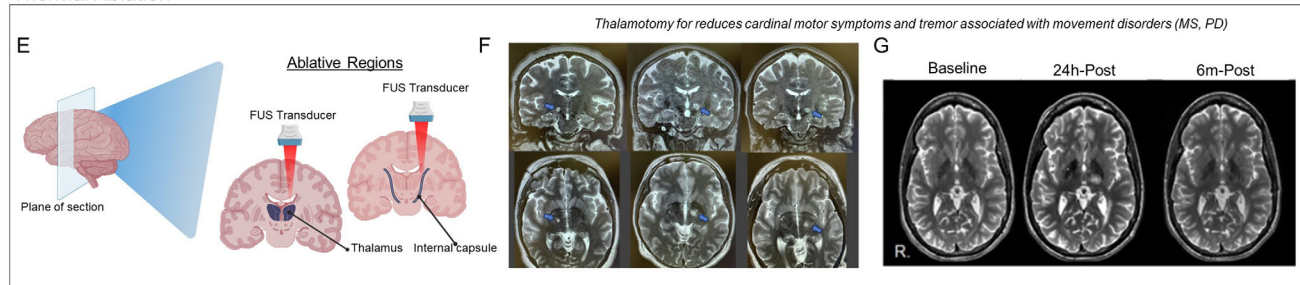 Thalamotomy for reduces cardinal motor symptoms and tremor associated with movement disorders (MS, PD)
E
Ablative Regions
FUS Transducer
FUS Transducer
Plane of section
Thalamus
Internal capsule
F
G
Baseline
24h-Post
6m-Post
R.